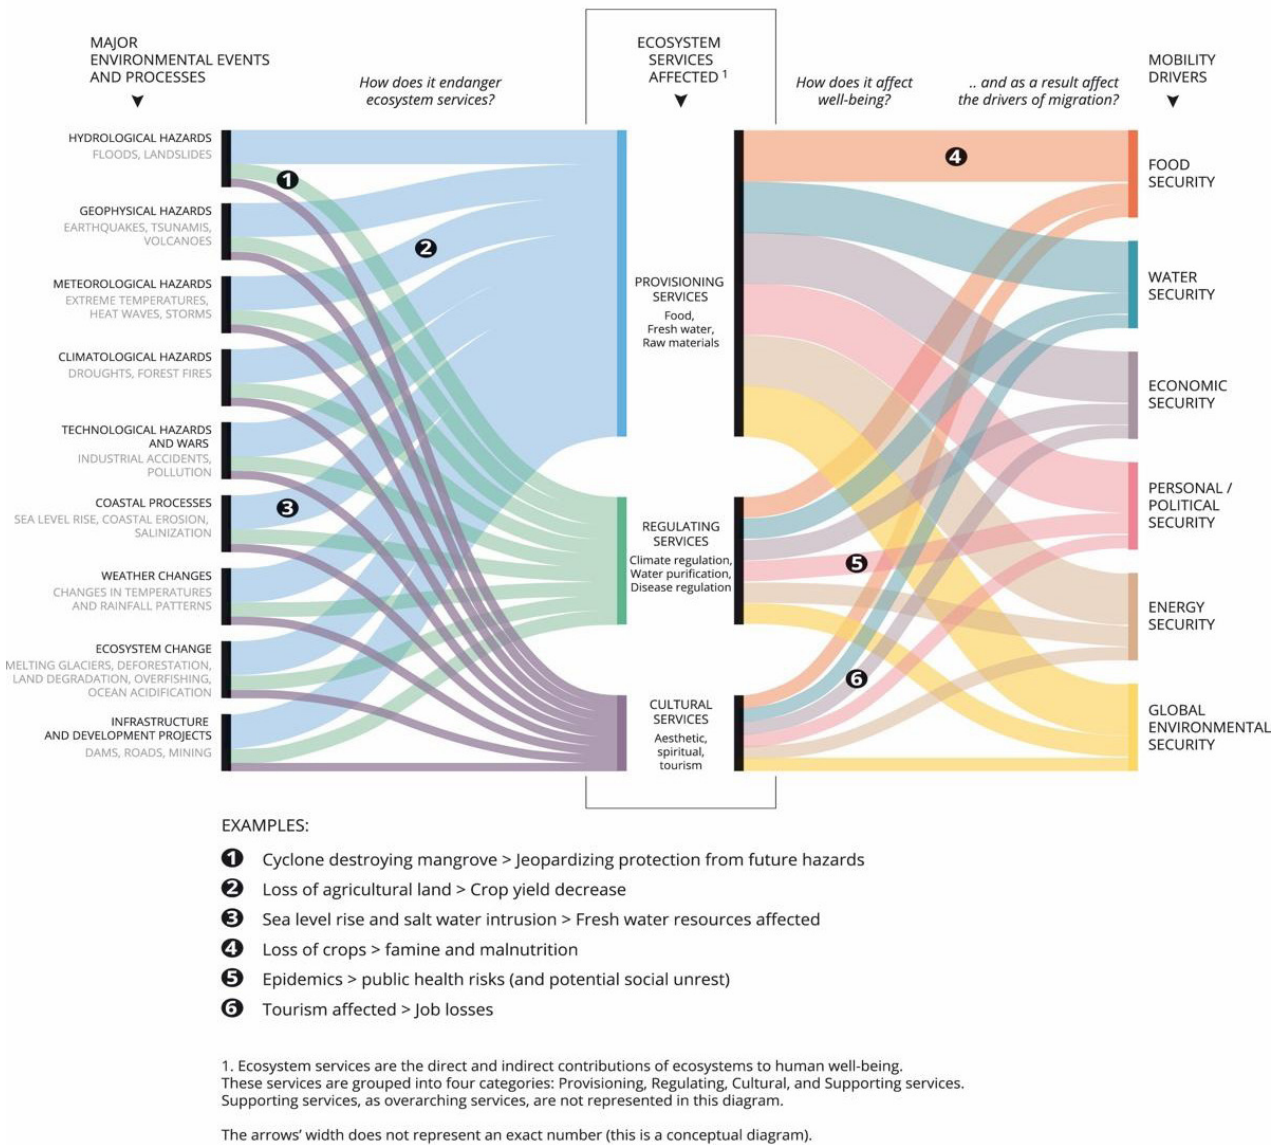 MAJOR
ENVIRONMENTAL EVENTS
AND PROCESSES
How does it endanger
ecosystem services?
ECOSYSTEM
SERVICES
AFFECTED 1
How does it affect
well-being?
.. and as a result affect
the drivers of migration?
MOBILITY
DRIVERS
HYDROLOGICAL HAZARDS
FLOODS, LANDSLIDES
GEOPHYSICAL HAZARDS
EARTHQUAKES, TSUNAMIS,
VOLCANOES
METEOROLOGICAL HAZARDS
EXTREME TEMPERATURES,
HEAT WAVES, STORMS
CLIMATOLOGICAL HAZARDS
DROUGHTS, FOREST FIRES
TECHNOLOGICAL HAZARDS
AND WARS
INDUSTRIAL ACCIDENTS,
POLLUTION
COASTAL PROCESSES
SEA LEVEL RISE, COASTAL EROSION,
SALINIZATION
WEATHER CHANGES
CHANGES IN TEMPERATURES
AND RAINFALL PATTERNS
ECOSYSTEM CHANGE
MELTING GLACIERS, DEFORESTATION,
LAND DEGRADATION, OVERFISHING,
OCEAN ACIDIFICATION
INFRASTRUCTURE
AND DEVELOPMENT PROJECTS
DAMS, ROADS, MINING
1
2
3
PROVISIONING
SERVICES
Food,
Fresh water,
Raw materials
REGULATING
SERVICES
Climate regulation,
Water purification,
Disease regulation
CULTURAL
SERVICES
Aesthetic,
spiritual,
tourism
4
5
6
FOOD
SECURITY
WATER
SECURITY
ECONOMIC
SECURITY
PERSONAL /
POLITICAL
SECURITY
ENERGY
SECURITY
GLOBAL
ENVIRONMENTAL
SECURITY
EXAMPLES:
1 Cyclone destroying mangrove > Jeopardizing protection from future hazards
2 Loss of agricultural land > Crop yield decrease
3 Sea level rise and salt water intrusion > Fresh water resources affected
4 Loss of crops > famine and malnutrition
5 Epidemics > public health risks (and potential social unrest)
6 Tourism affected > Job losses
1. Ecosystem services are the direct and indirect contributions of ecosystems to human well-being.
These services are grouped into four categories: Provisioning, Regulating, Cultural, and Supporting services.
Supporting services, as overarching services, are not represented in this diagram.
The arrows' width does not represent an exact number (this is a conceptual diagram).